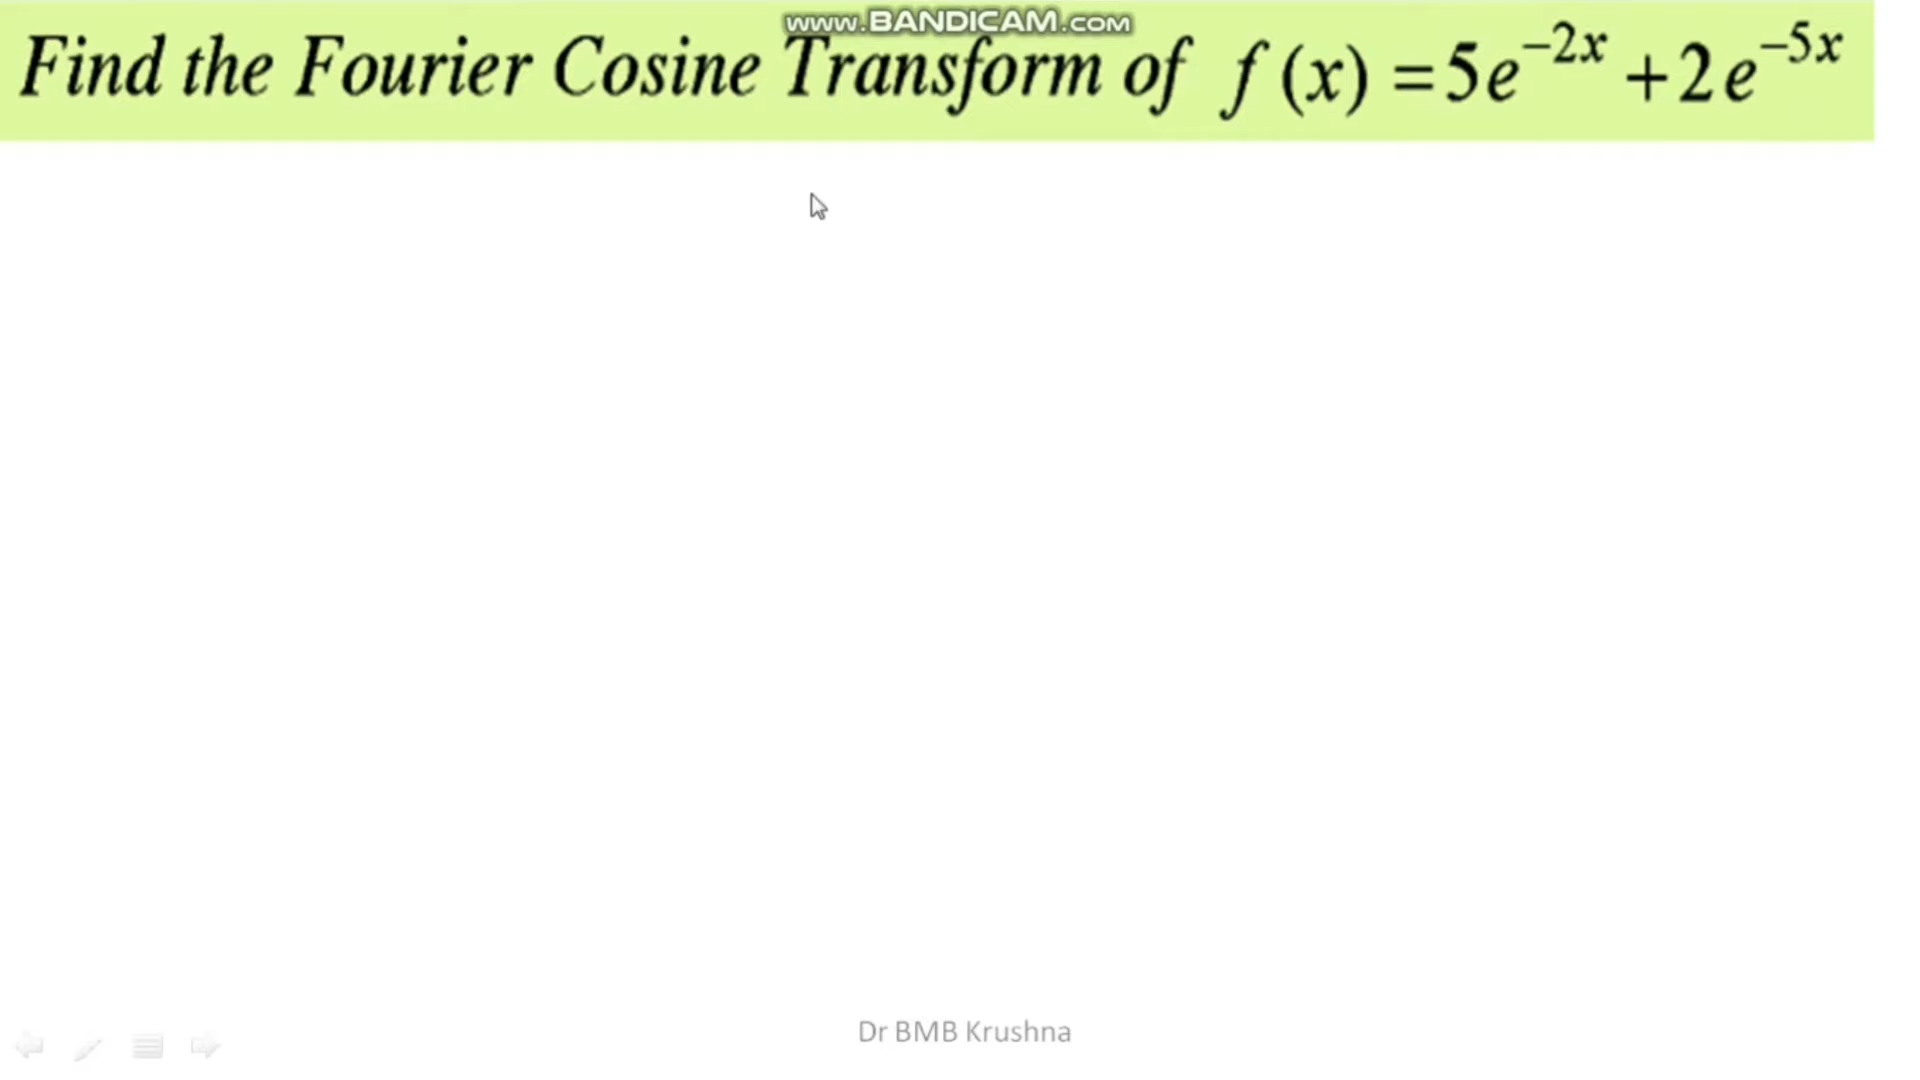 www.BANDICAM.com
Find the Fourier Cosine Transform of f(x) = 5e^{-2x} + 2e^{-5x}
Dr BMB Krushna